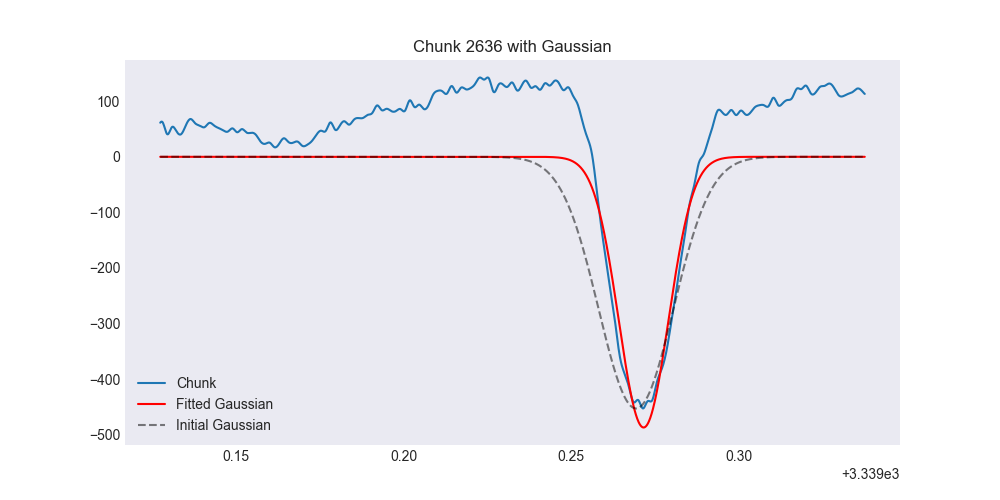 Chunk 2636 with Gaussian
100
0
−100
−200
−300
−400
−500
Chunk
Fitted Gaussian
Initial Gaussian
0.15 0.20 0.25 0.30
+3.339e3